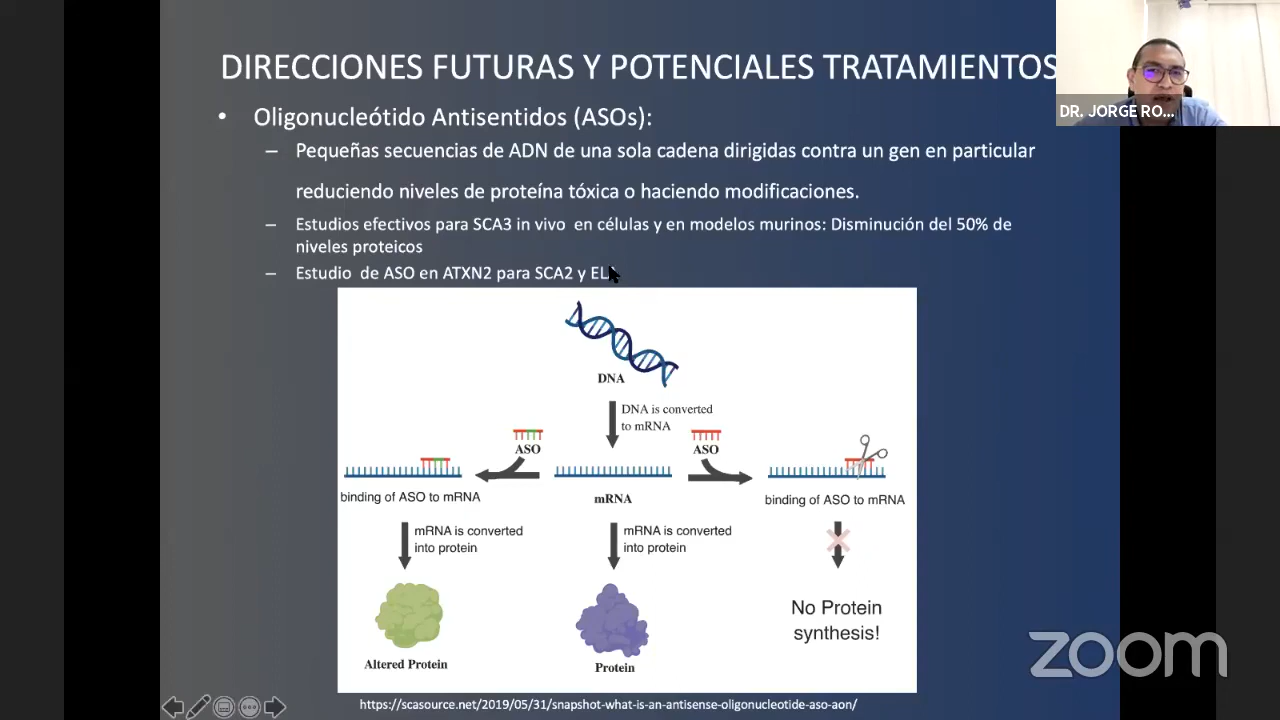 DIRECCIONES FUTURAS Y POTENCIALES TRATAMIENTOS
DR. JORGE RO...
• Oligonucleótido Antisentidos (ASOs):
– Pequeñas secuencias de ADN de una sola cadena dirigidas contra un gen en particular
reduciendo niveles de proteína tóxica o haciendo modificaciones.
– Estudios efectivos para SCA3 in vivo en células y en modelos murinos: Disminución del 50% de
niveles proteicos
– Estudio de ASO en ATXN2 para SCA2 y EL
DNA
DNA is converted
to mRNA
ASO
ASO
binding of ASO to mRNA
mRNA
binding of ASO to mRNA
mRNA is converted
into protein
mRNA is converted
into protein
No Protein
synthesis!
Altered Protein
Protein
zoom
https://scasource.net/2019/05/31/snapshot-what-is-an-antisense-oligonucleotide-aso-aon/